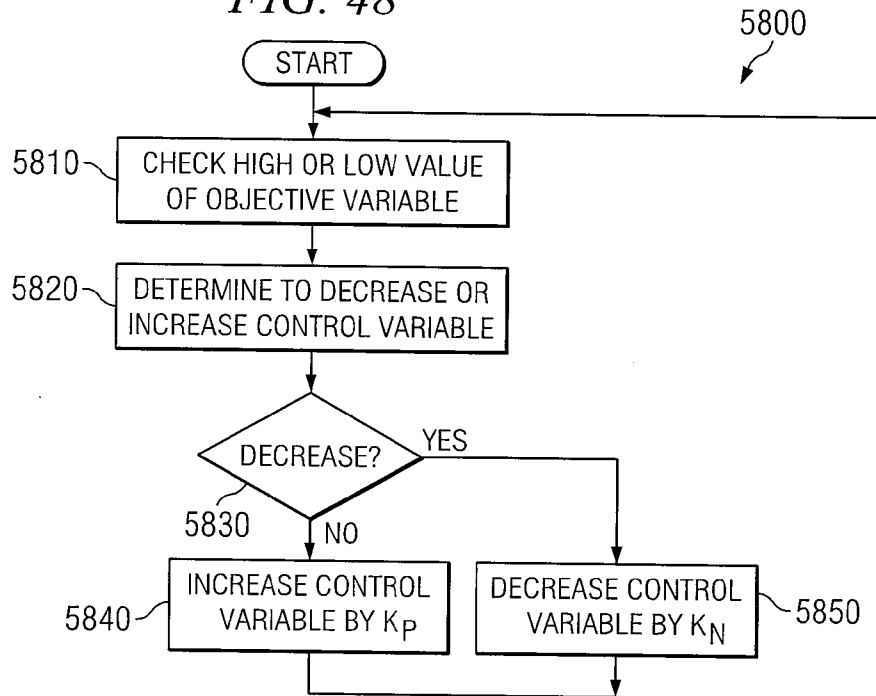 FIG. 48
5800
START
5810
CHECK HIGH OR LOW VALUE
OF OBJECTIVE VARIABLE
5820
DETERMINE TO DECREASE OR
INCREASE CONTROL VARIABLE
DECREASE?
YES
5830
NO
5840
INCREASE CONTROL
VARIABLE BY KP
DECREASE CONTROL
VARIABLE BY KN
5850